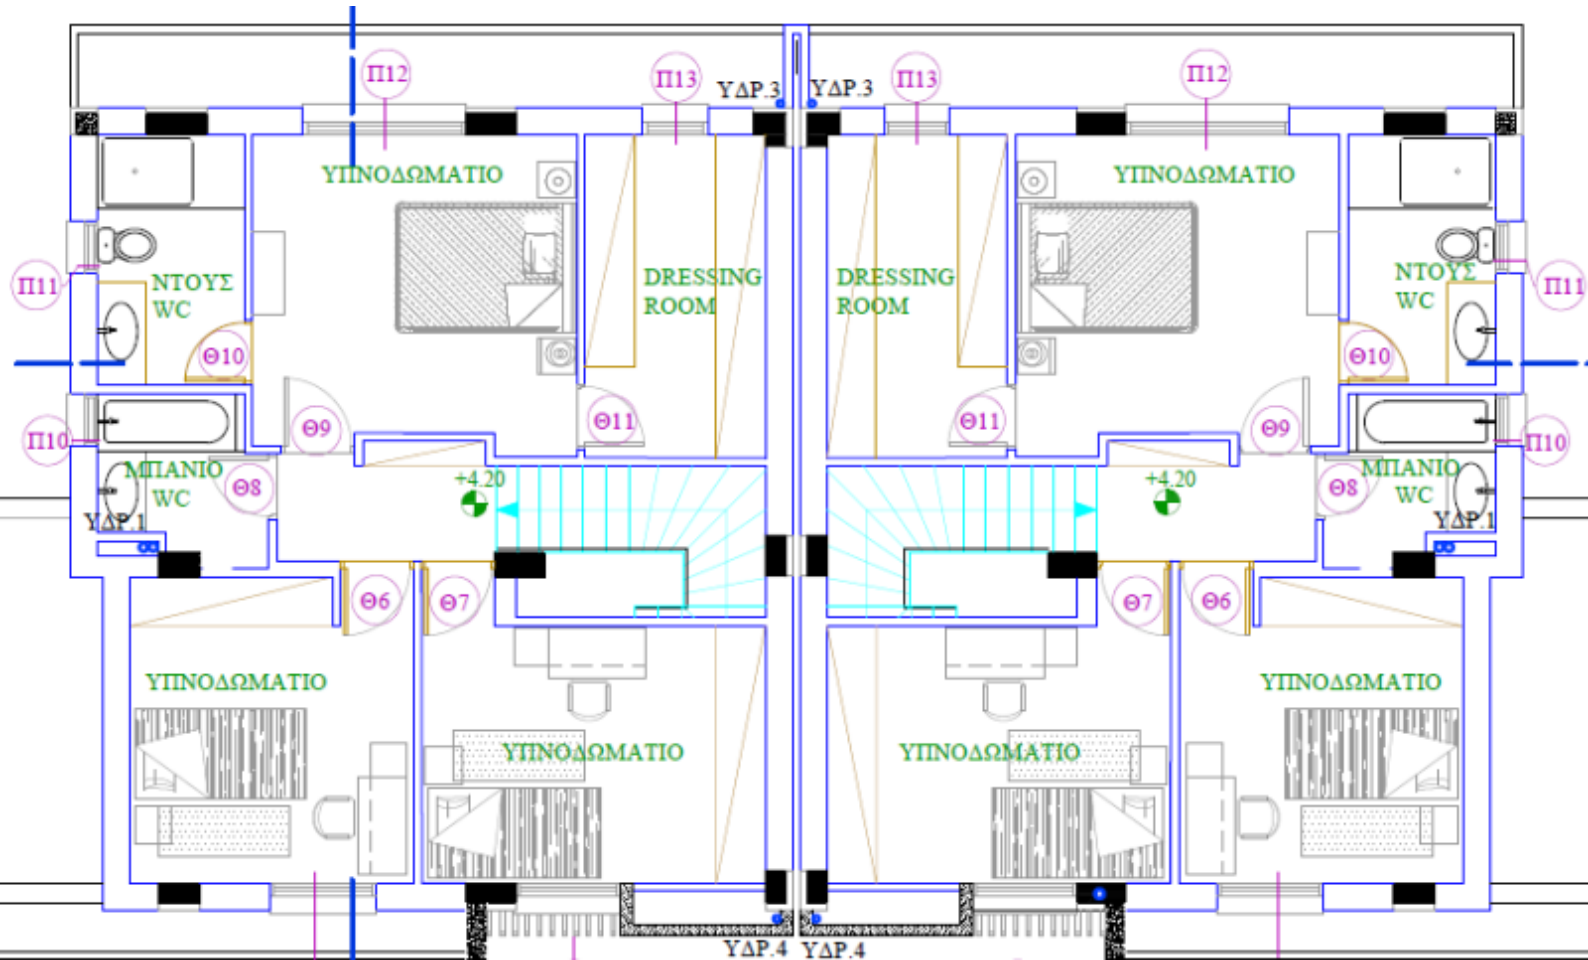 Π12
Π13
ΥΔΡ.3
ΥΔΡ.3
Π13
Π12
ΥΠΝΟΔΩΜΑΤΙΟ
ΥΠΝΟΔΩΜΑΤΙΟ
Π11
ΝΤΟΥΣ
WC
DRESSING
ROOM
DRESSING
ROOM
ΝΤΟΥΣ
WC
Π11
Θ10
Θ10
Π10
Θ9
Θ11
Θ11
Θ9
Π10
ΜΠΑΝΙΟ
WC
Θ8
+4.20
+4.20
Θ8
ΜΠΑΝΙΟ
WC
ΥΔΡ.1
ΥΔΡ.1
Θ6
Θ7
Θ7
Θ6
ΥΠΝΟΔΩΜΑΤΙΟ
ΥΠΝΟΔΩΜΑΤΙΟ
ΥΠΝΟΔΩΜΑΤΙΟ
ΥΠΝΟΔΩΜΑΤΙΟ
ΥΔΡ.4
ΥΔΡ.4